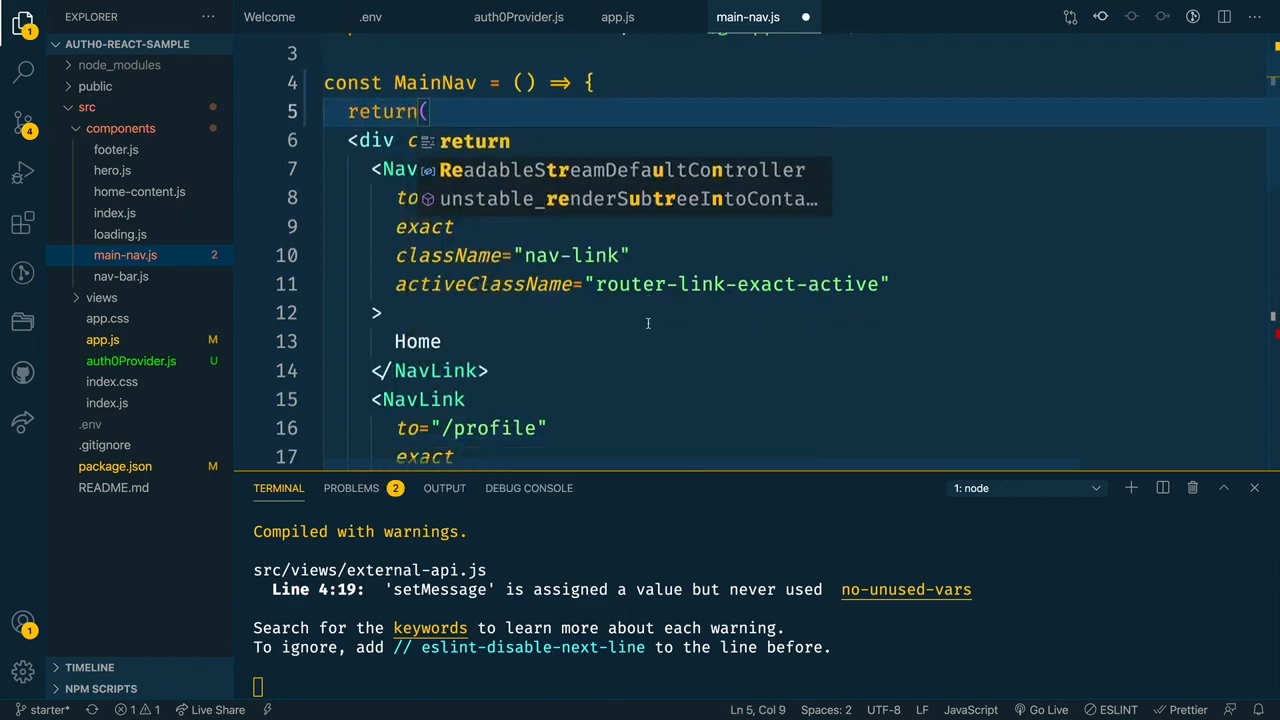 EXPLORER
Welcome
.env
auth0Provider.js
app.js
main-nav.js
AUTH0-REACT-SAMPLE
node_modules
public
src
components
footer.js
hero.js
home-content.js
index.js
loading.js
main-nav.js 2
nav-bar.js
views
app.css
app.js M
auth0Provider.js U
index.css
index.js
.env
.gitignore
package.json M
README.md
TIMELINE
NPM SCRIPTS
1
4
1
3
4 const MainNav = () => {
5 return(
6 <div c
return
7 <Nav
ReadableStreamDefaultController
8 to
unstable_renderSubtreeIntoConta…
9 exact
10 className="nav-link"
11 activeClassName="router-link-exact-active"
12 >
13 Home
14 </NavLink>
15 <NavLink
16 to="/profile"
17 exact
TERMINAL PROBLEMS 2 OUTPUT DEBUG CONSOLE 1: node
Compiled with warnings.
src/views/external-api.js
Line 4:19: 'setMessage' is assigned a value but never used no-unused-vars
Search for the keywords to learn more about each warning.
To ignore, add // eslint-disable-next-line to the line before.
starter* 1 1 Live Share Ln 5, Col 9 Spaces: 2 UTF-8 LF JavaScript Go Live ESLINT Prettier